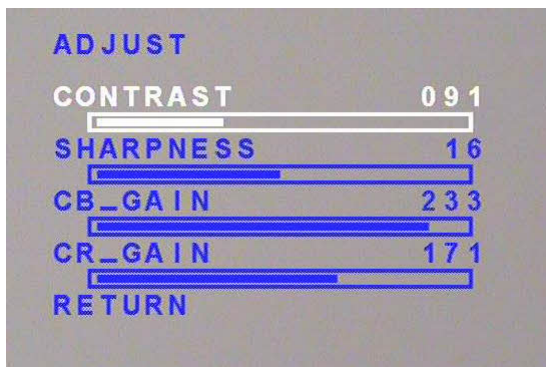 ADJUST
CONTRAST 091
SHARPNESS 16
CB_GAIN 233
CR_GAIN 171
RETURN